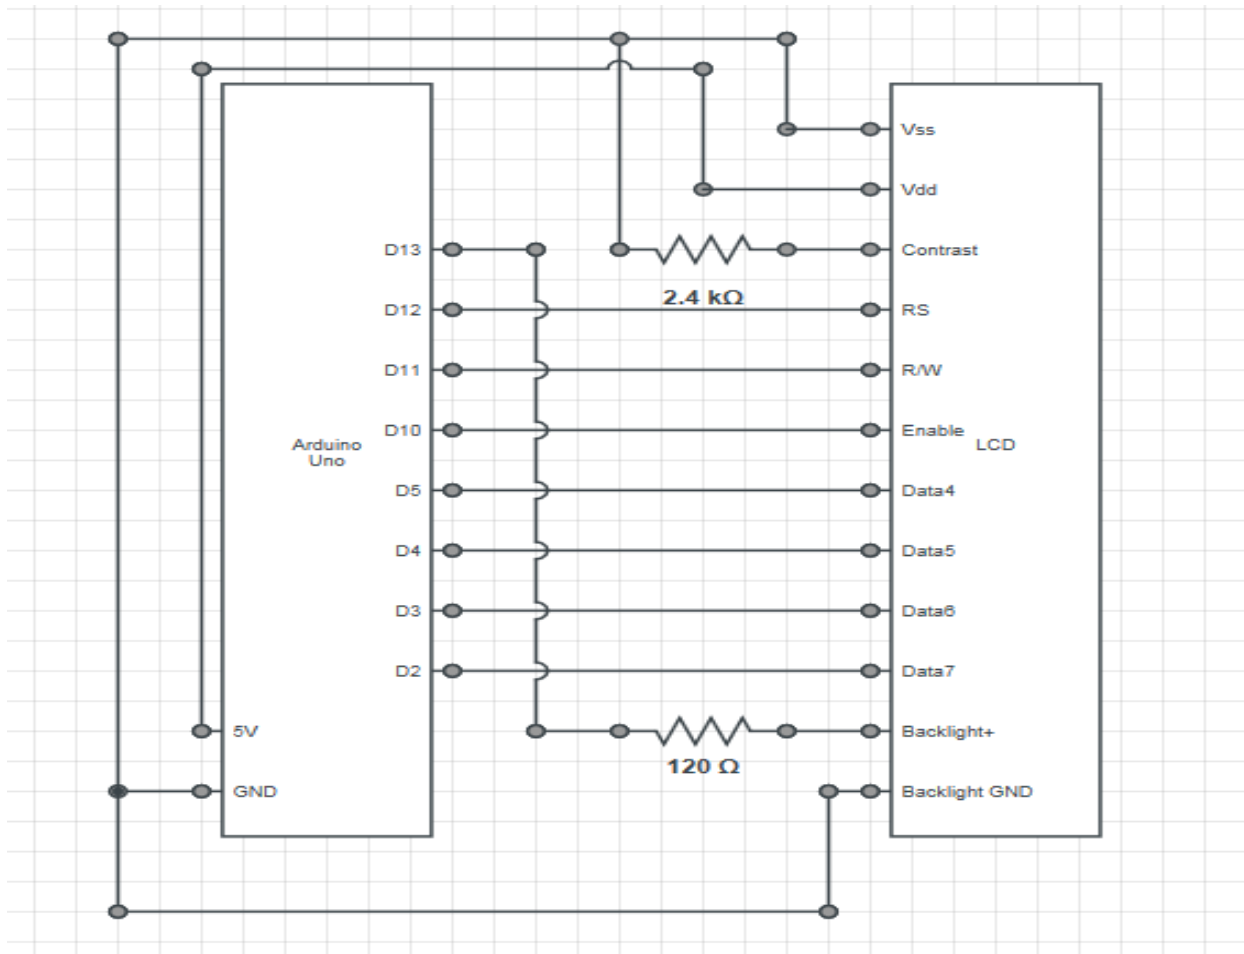 Vss
Vdd
D13
Contrast
2.4 kΩ
D12
RS
D11
R/W
D10
Enable
Arduino
Uno
LCD
D5
Data4
D4
Data5
D3
Data6
D2
Data7
5V
Backlight+
120 Ω
GND
Backlight GND